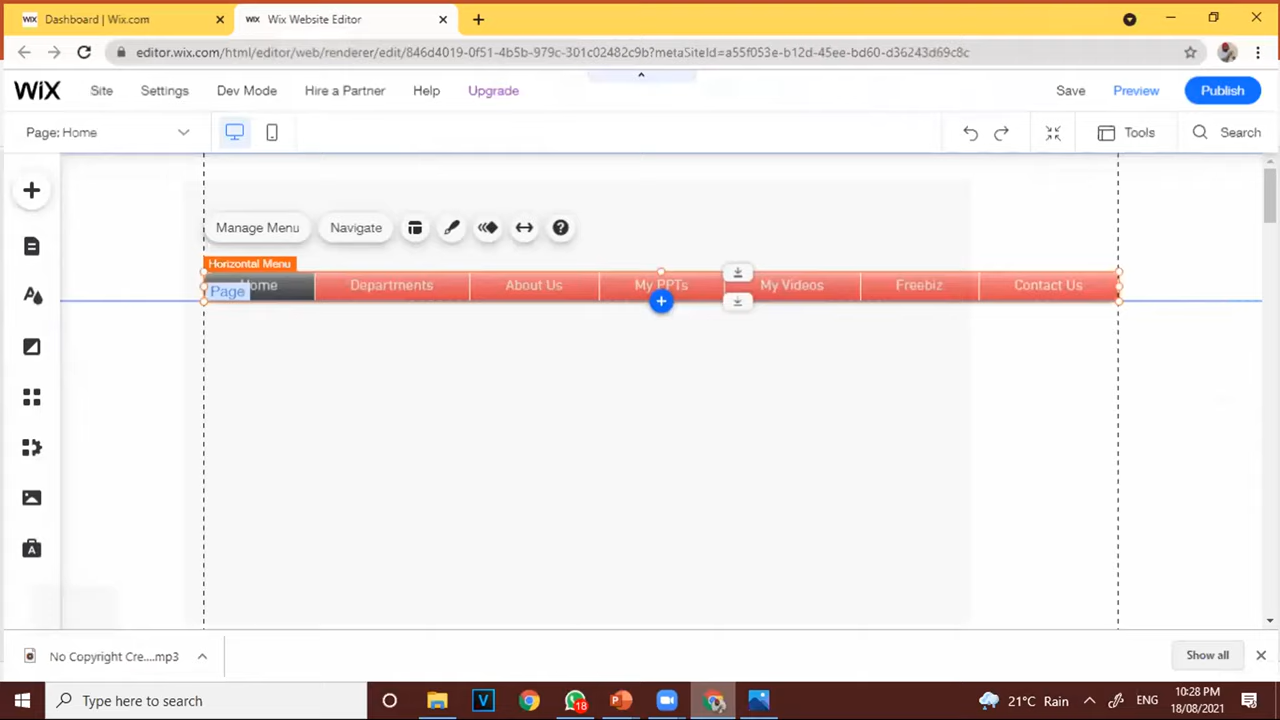 WiX Dashboard | Wix.com
WiX Wix Website Editor
editor.wix.com/html/editor/web/renderer/edit/846d4019-0f51-4b5b-979c-301c02482c9b?metaSiteId=a55f053e-b12d-45ee-bd60-d36243d69c8c
WiX Site Settings Dev Mode Hire a Partner Help Upgrade Save Preview Publish
Page: Home Tools Search
Manage Menu Navigate
Horizontal Menu
Home Departments About Us My PPTs My Videos Freebiz Contact Us
Page
No Copyright Cre....mp3 Show all
Type here to search 18 21°C Rain ENG 10:28 PM
18/08/2021